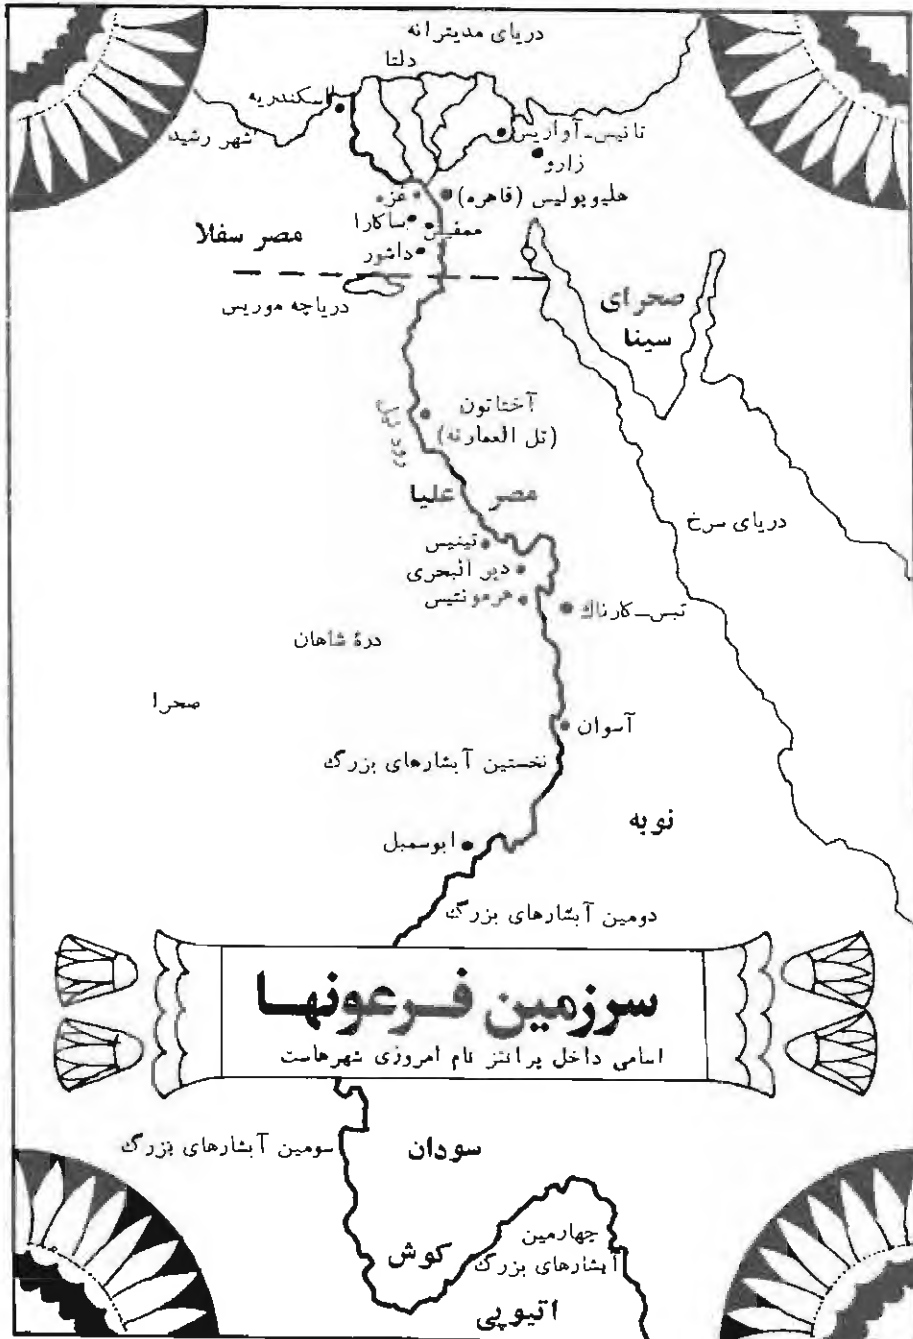 دریای مدیترانه
دلتا
اسکندریه
شهر رشید
تانیس-آواریس
زارو
هلیوپولیس (قاهره)
غزه
ساکارا
ممفیس
داشور
مصر سفلا
دریاچه موریس
صحرای
سینا
آختاتون
(تل العمارنه)
رود نیل
مصر علیا
دریای سرخ
تینیس
دیر البحری
هرمونتیس
تبس-کارناك
درهٔ شاهان
صحرا
آسوان
نخستین آبشارهای بزرگ
نوبه
ابوسمبل
دومین آبشارهای بزرگ
سرزمین فرعونها
اسامی داخل پرانتز نام امروزی شهرهاست
سومین آبشارهای بزرگ
سودان
چهارمین
آبشارهای بزرگ
کوش
اتیوپی